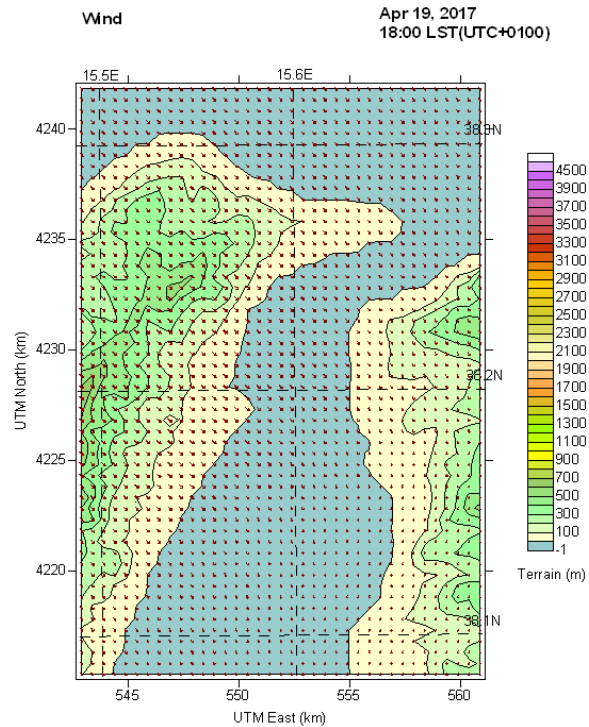 Wind
Apr 19, 2017
18:00 LST(UTC+0100)
15.5E
15.6E
4240
38.3N
4235
4230
38.2N
4225
4220
38.1N
545
550
555
560
UTM East (km)
UTM North (km)
4500
3900
3700
3500
3300
3100
2900
2700
2500
2300
2100
1900
1700
1500
1300
1100
900
700
500
300
100
-1
Terrain (m)